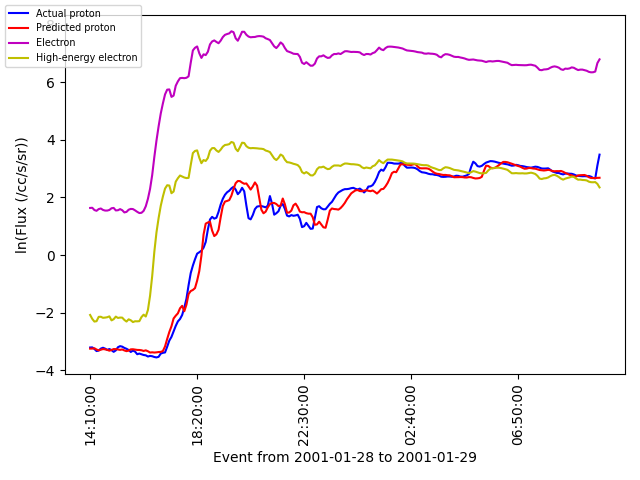 Actual proton
Predicted proton
Electron
High-energy electron
6
4
2
0
−2
−4
ln(Flux (/cc/s/sr))
14:10:00
18:20:00
22:30:00
02:40:00
06:50:00
Event from 2001-01-28 to 2001-01-29